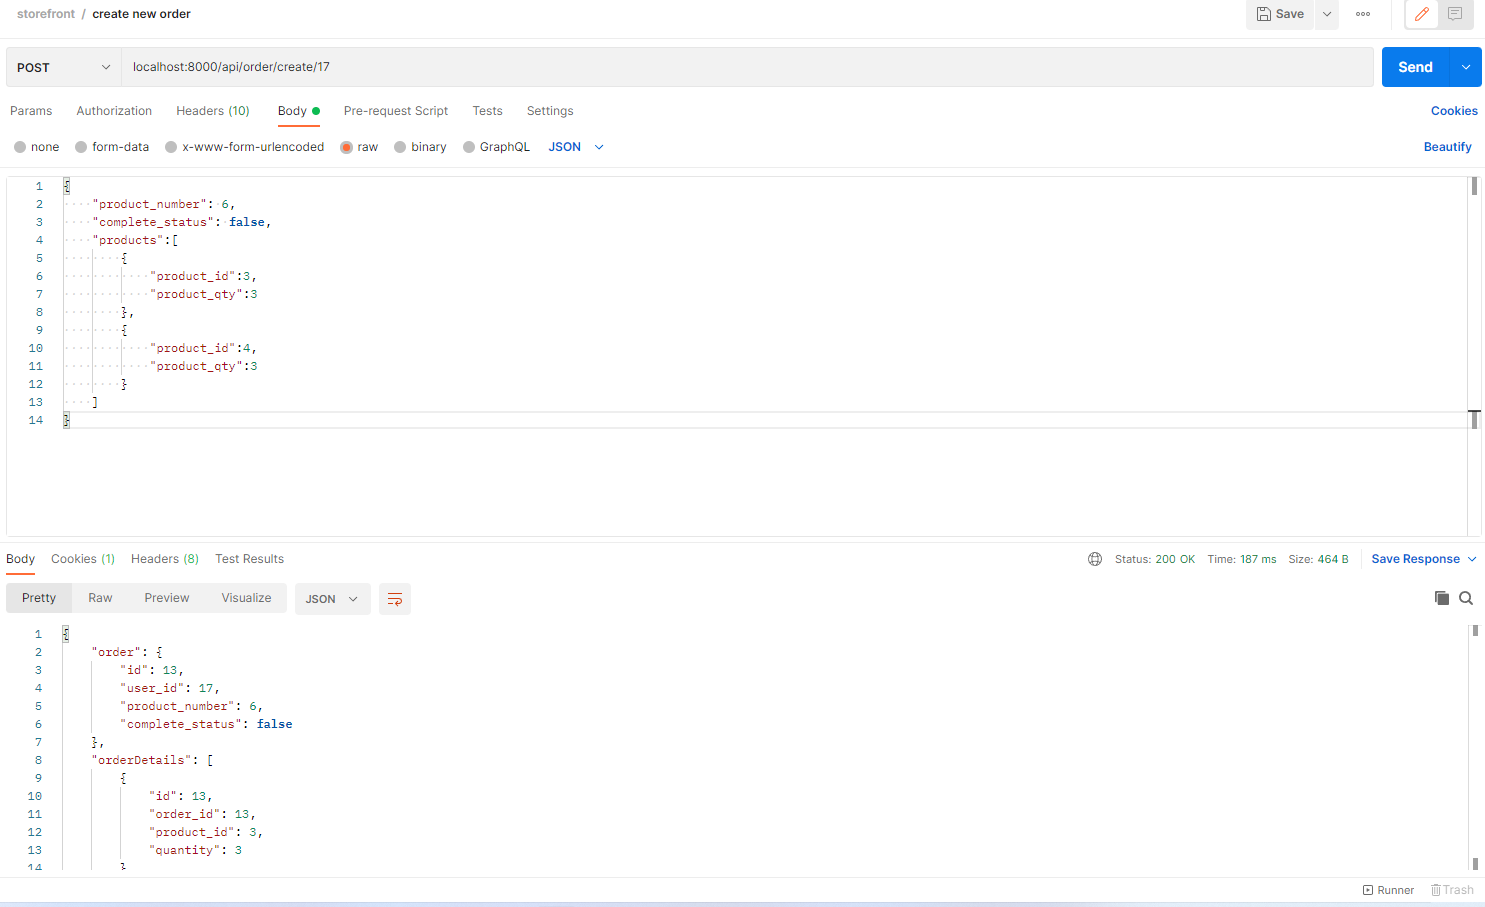 storefront / create new order
Save
POST
localhost:8000/api/order/create/17
Send
Params Authorization Headers (10) Body Pre-request Script Tests Settings Cookies
none form-data x-www-form-urlencoded raw binary GraphQL JSON Beautify
1 {
2 "product_number": 6,
3 "complete_status": false,
4 "products":[
5 {
6 "product_id":3,
7 "product_qty":3
8 },
9 {
10 "product_id":4,
11 "product_qty":3
12 }
13 ]
14 }
Body Cookies (1) Headers (8) Test Results Status: 200 OK Time: 187 ms Size: 464 B Save Response
Pretty Raw Preview Visualize JSON
1 {
2 "order": {
3 "id": 13,
4 "user_id": 17,
5 "product_number": 6,
6 "complete_status": false
7 },
8 "orderDetails": [
9 {
10 "id": 13,
11 "order_id": 13,
12 "product_id": 3,
13 "quantity": 3
14 }
Runner Trash